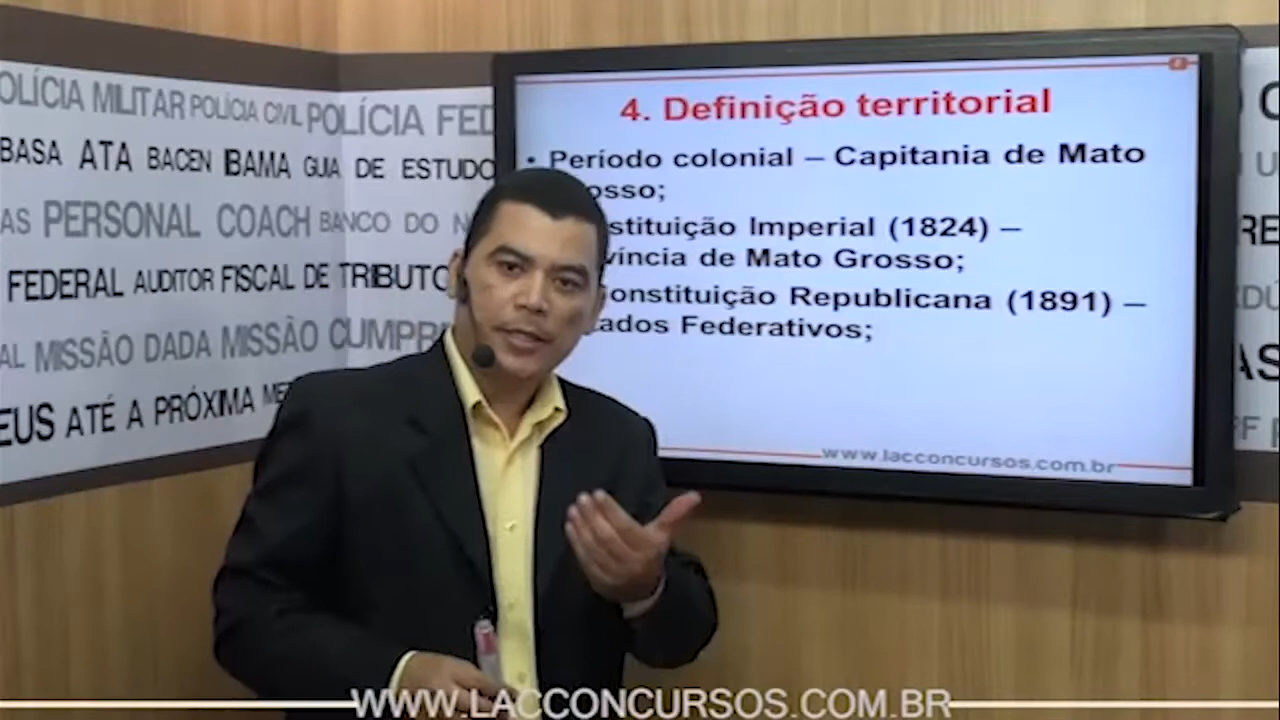 OLÍCIA MILITAR POLÍCIA CIVIL POLÍCIA FED
BASA ATA BACEN IBAMA GUIA DE ESTUDO
AS PERSONAL COACH BANCO DO N
FEDERAL AUDITOR FISCAL DE TRIBUTO
AL MISSÃO DADA MISSÃO CUMPRI
EUS ATÉ A PRÓXIMA ME
4. Definição territorial
• Período colonial – Capitania de Mato
osso;
stituição Imperial (1824) –
víncia de Mato Grosso;
onstituição Republicana (1891) –
ados Federativos;
www.lacconcursos.com.br
WWW.LACCONCURSOS.COM.BR